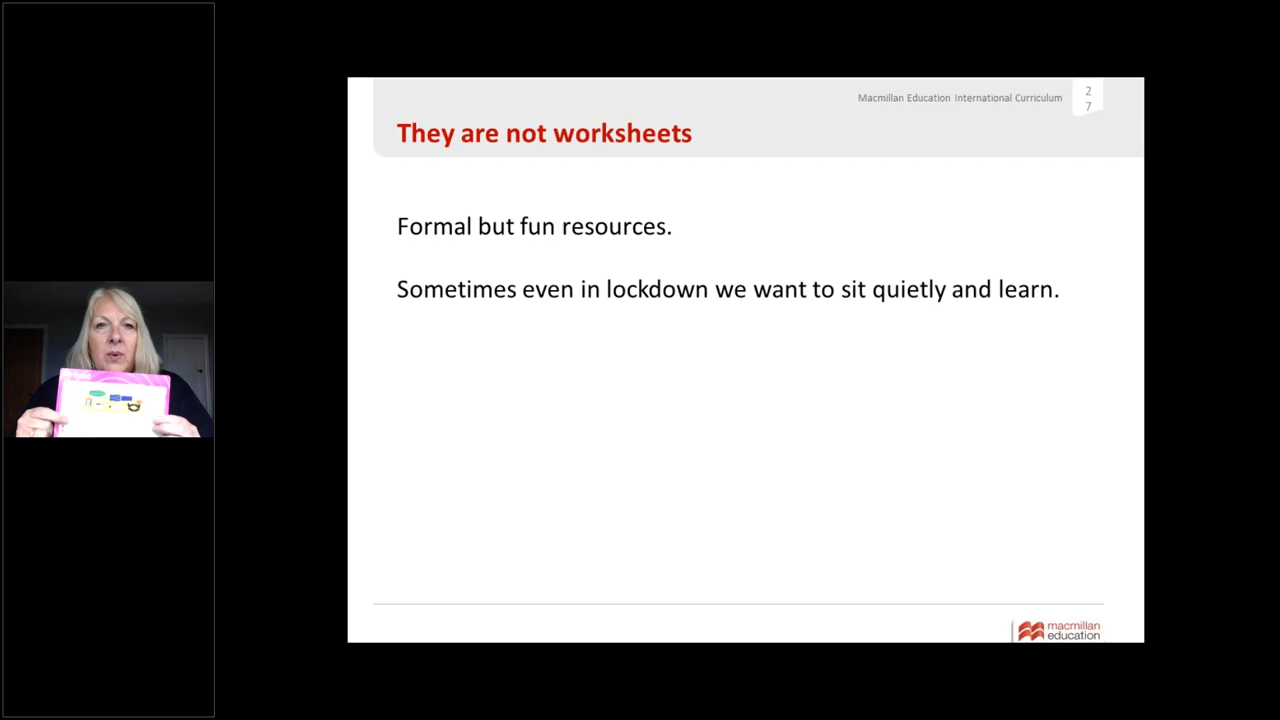 Macmillan Education International Curriculum
2
7
They are not worksheets
Formal but fun resources.
Sometimes even in lockdown we want to sit quietly and learn.
macmillan
education